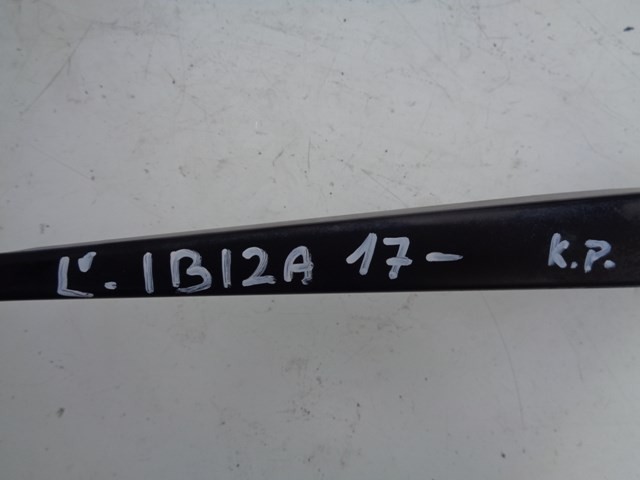 L'. IBIZA 17- K.P.